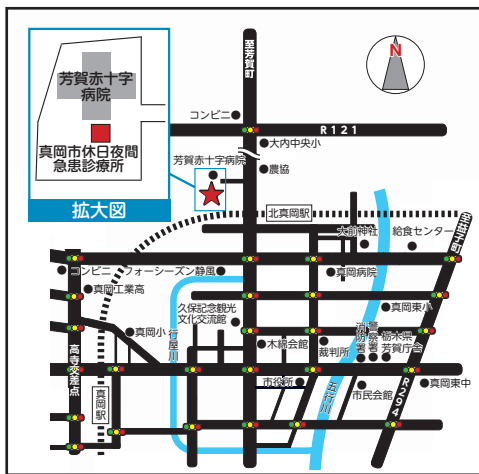 至芳賀町
N
芳賀赤十字
病院
真岡市休日夜間
急患診療所
拡大図
コンビニ
R121
大内中央小
芳賀赤十字病院
農協
北真岡駅
大前神社
給食センター
コンビニ
フォーシーズン静風
真岡病院
真岡工業高
久保記念観光
文化交流館
真岡東小
真岡小
行屋川
木綿会館
裁判所
消防署
警察署
栃木県
芳賀庁舎
高寺交差点
真岡駅
市役所
五行川
市民会館
R294
真岡東中